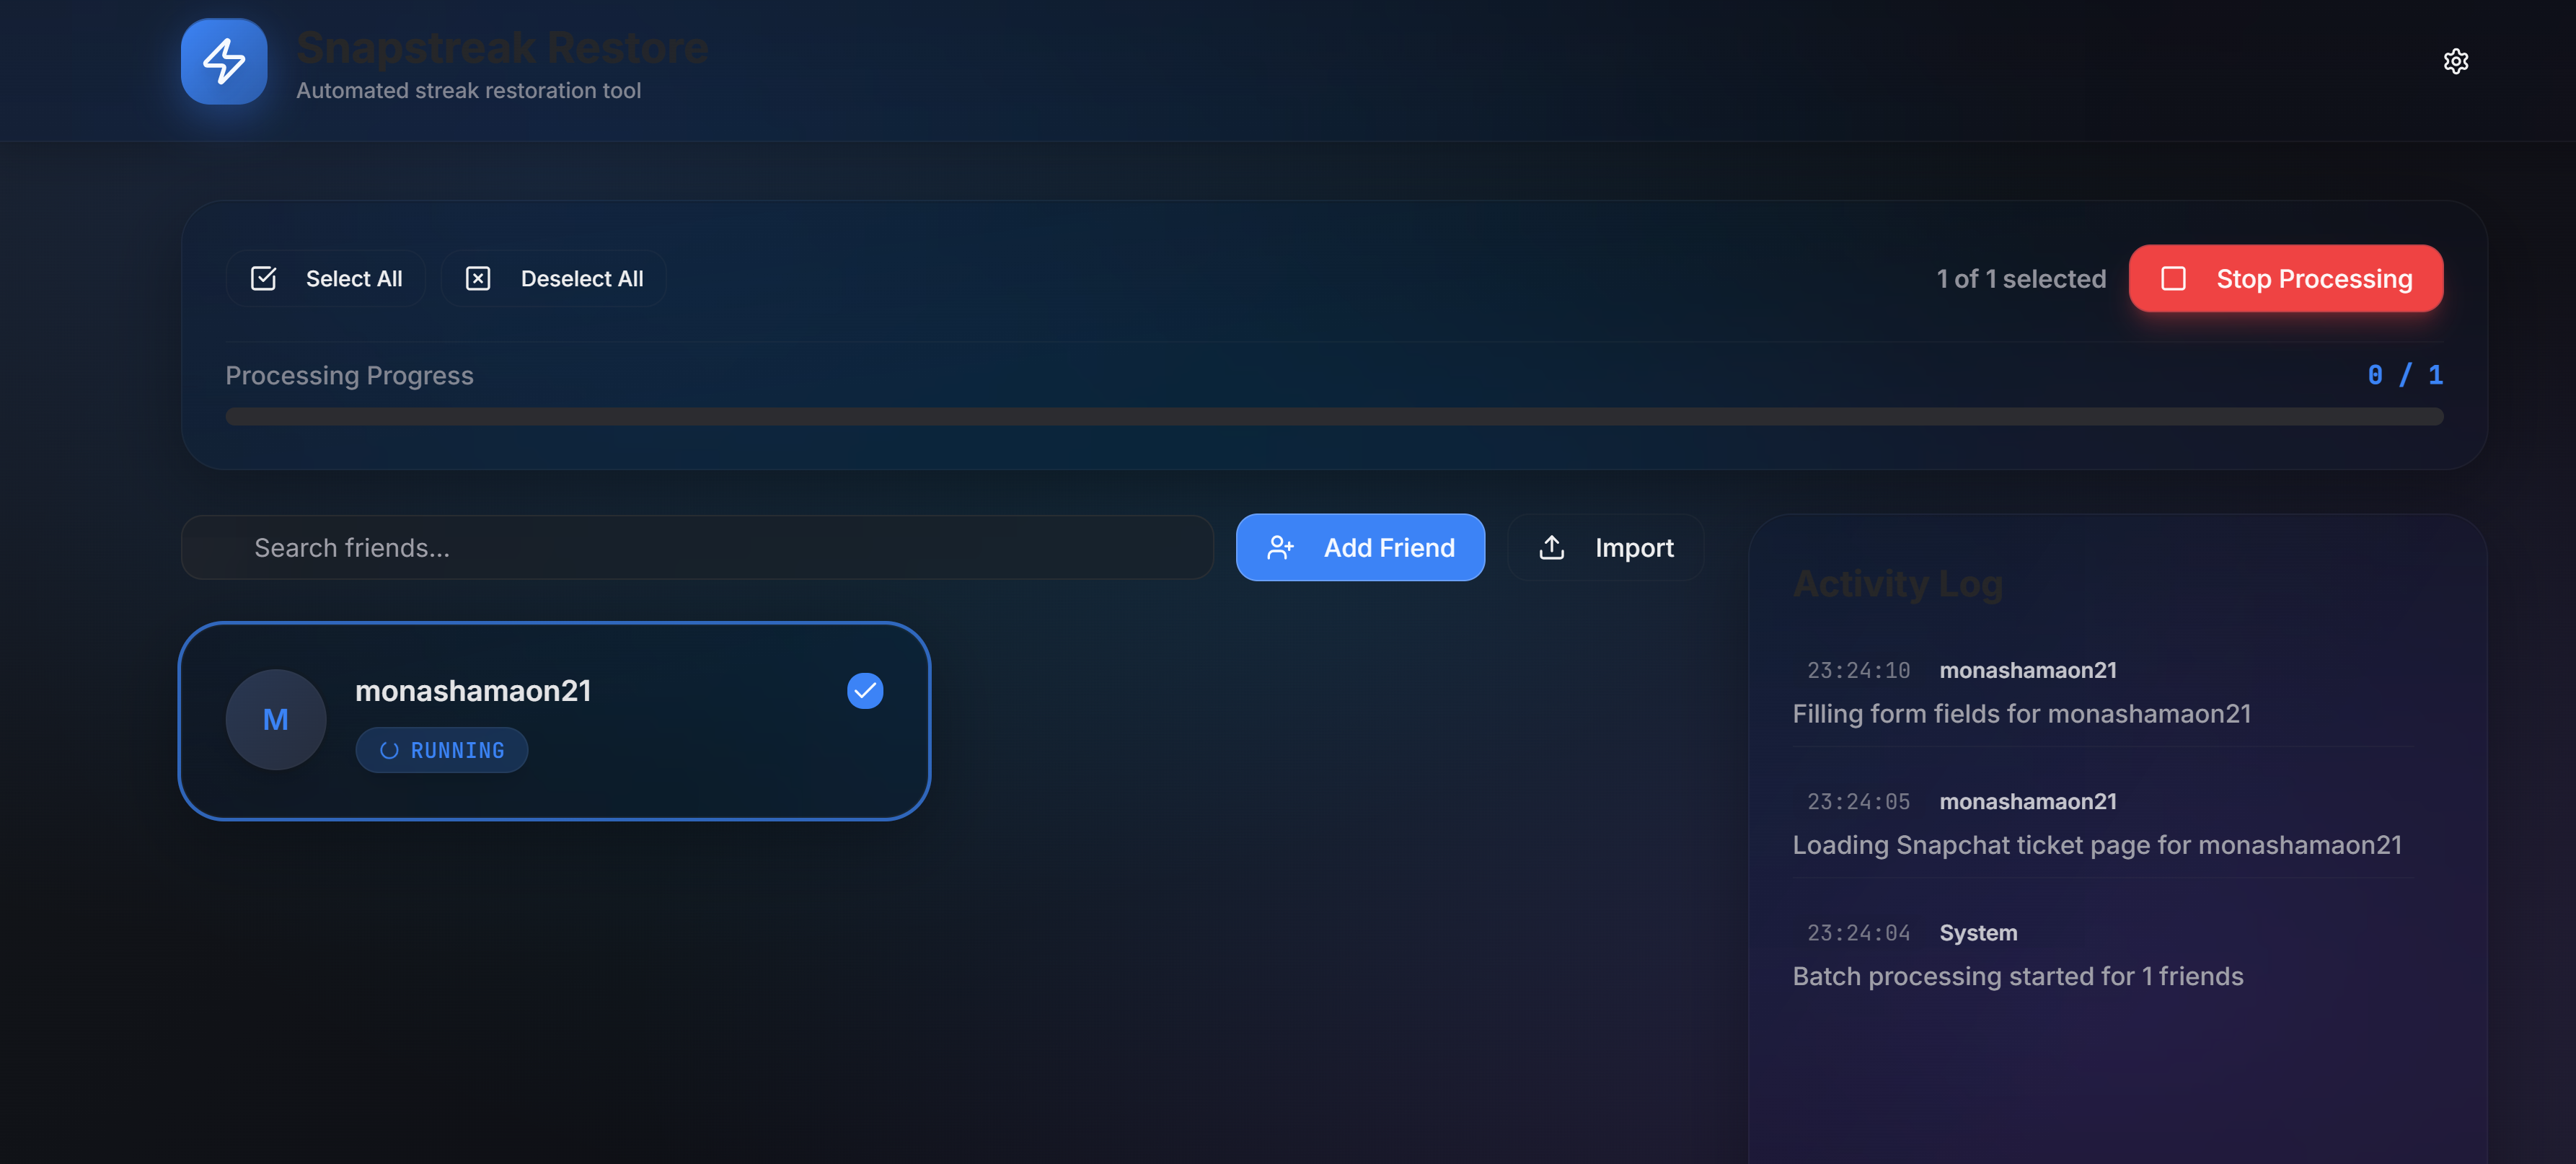 Snapstreak Restore
Automated streak restoration tool
Select All
Deselect All
1 of 1 selected
Stop Processing
Processing Progress
0 / 1
Search friends...
Add Friend
Import
M
monashamaon21
RUNNING
Activity Log
23:24:10 monashamaon21
Filling form fields for monashamaon21
23:24:05 monashamaon21
Loading Snapchat ticket page for monashamaon21
23:24:04 System
Batch processing started for 1 friends